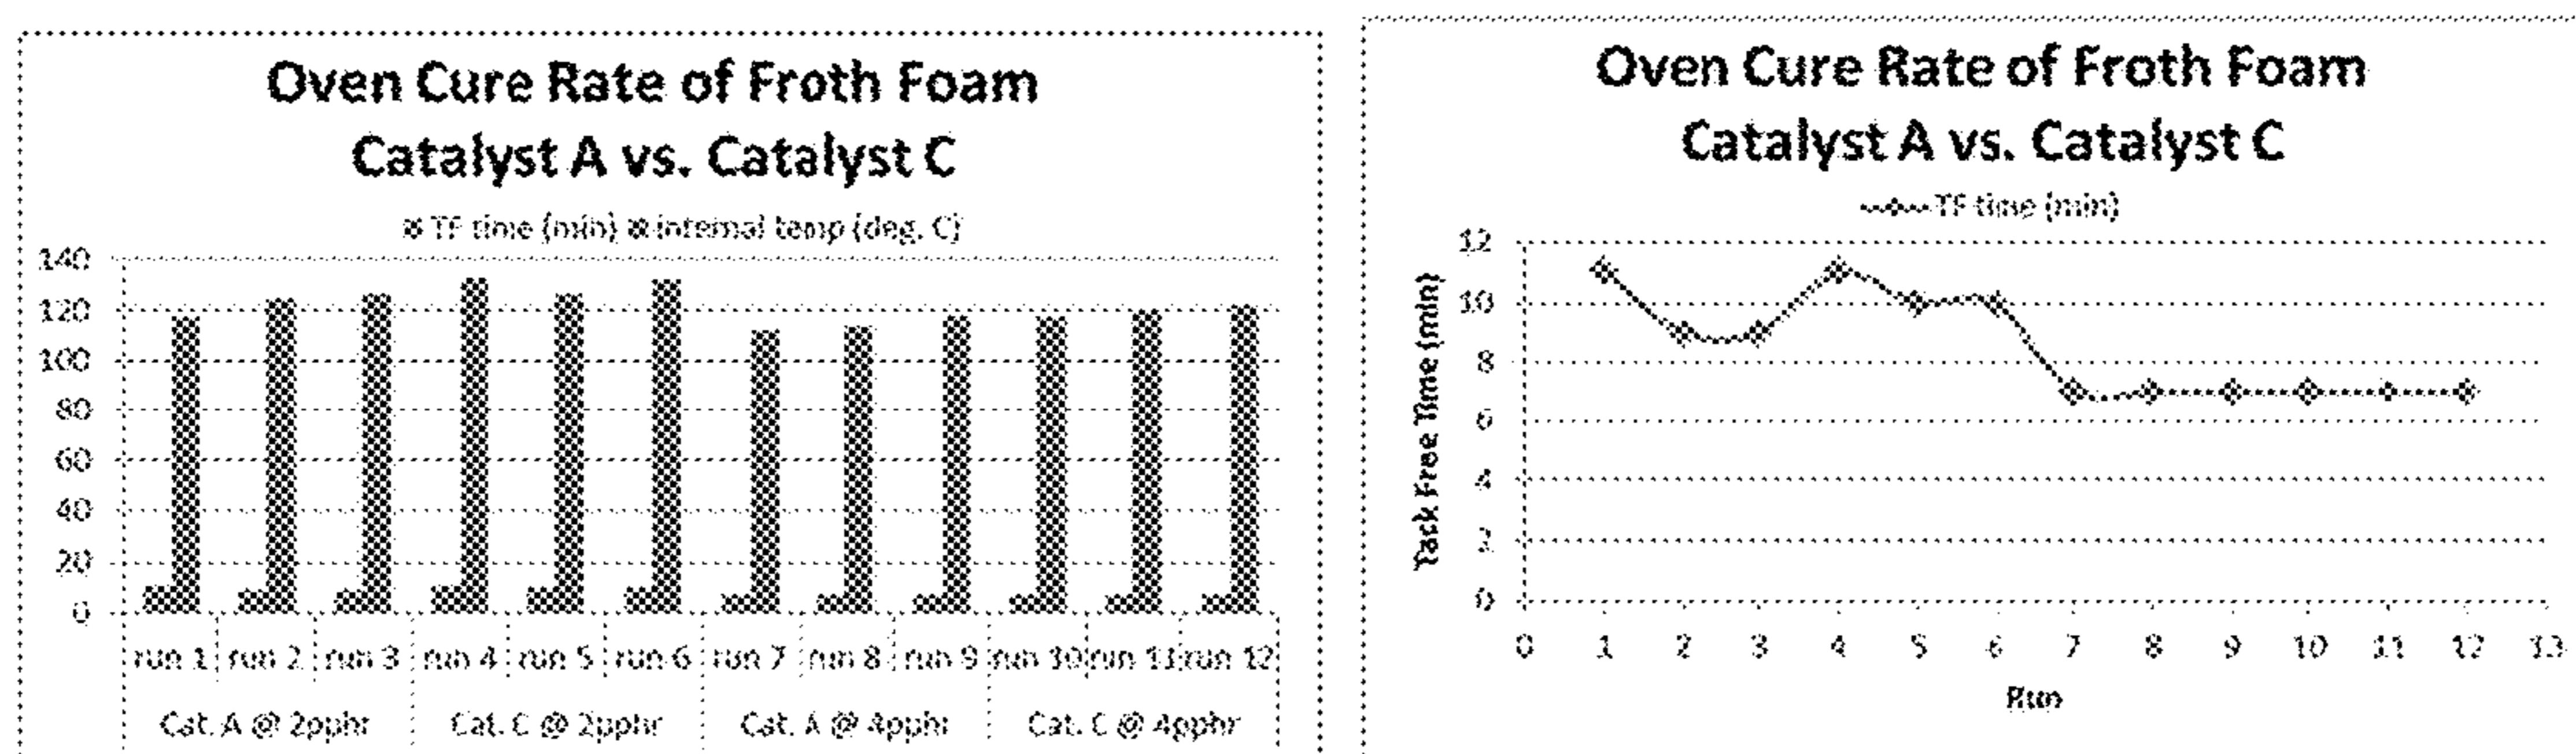 Oven Cure Rate of Froth Foam
Catalyst A vs. Catalyst C
TF time (min) internal temp (deg. C)
140
120
100
80
60
40
20
0
run 1 run 2 run 3 run 4 run 5 run 6 run 7 run 8 run 9 run 10 run 11 run 12
Cat. A @ 2pphr Cat. C @ 2pphr Cat. A @ 4pphr Cat. C @ 4pphr
Oven Cure Rate of Froth Foam
Catalyst A vs. Catalyst C
TF time (min)
Tack Free Time (min)
12
10
8
6
4
2
0
0 1 2 3 4 5 6 7 8 9 10 11 12 13
Run